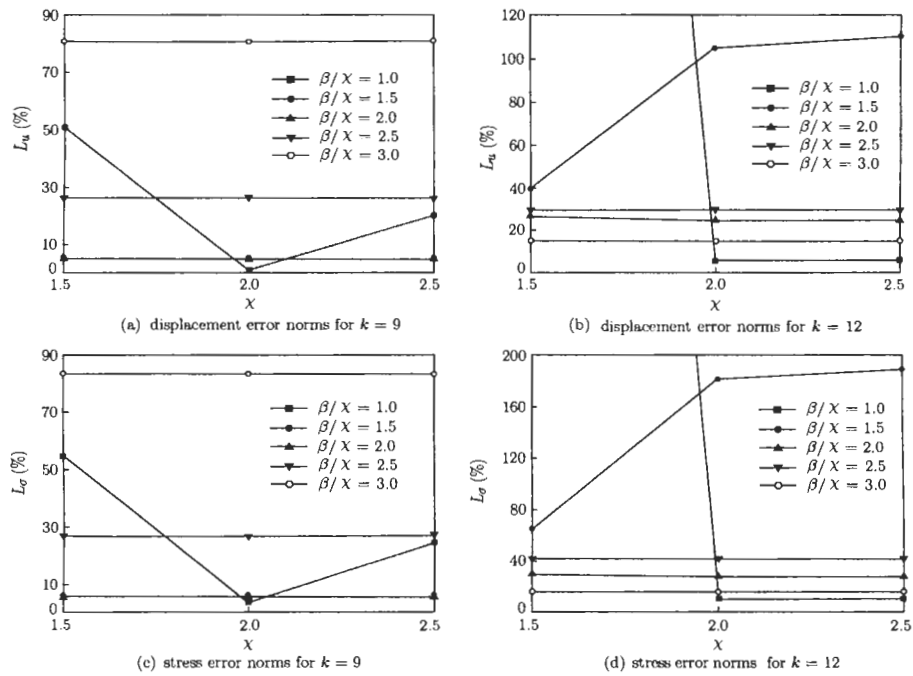 90
70
50
30
10
0
L_u (%)
β/χ = 1.0
β/χ = 1.5
β/χ = 2.0
β/χ = 2.5
β/χ = 3.0
1.5 2.0 2.5
χ
(a) displacement error norms for k = 9
120
100
80
60
40
20
0
L_u (%)
β/χ = 1.0
β/χ = 1.5
β/χ = 2.0
β/χ = 2.5
β/χ = 3.0
1.5 2.0 2.5
χ
(b) displacement error norms for k = 12
90
70
50
30
10
0
L_σ (%)
β/χ = 1.0
β/χ = 1.5
β/χ = 2.0
β/χ = 2.5
β/χ = 3.0
1.5 2.0 2.5
χ
(c) stress error norms for k = 9
200
160
120
80
40
0
L_σ (%)
β/χ = 1.0
β/χ = 1.5
β/χ = 2.0
β/χ = 2.5
β/χ = 3.0
1.5 2.0 2.5
χ
(d) stress error norms for k = 12